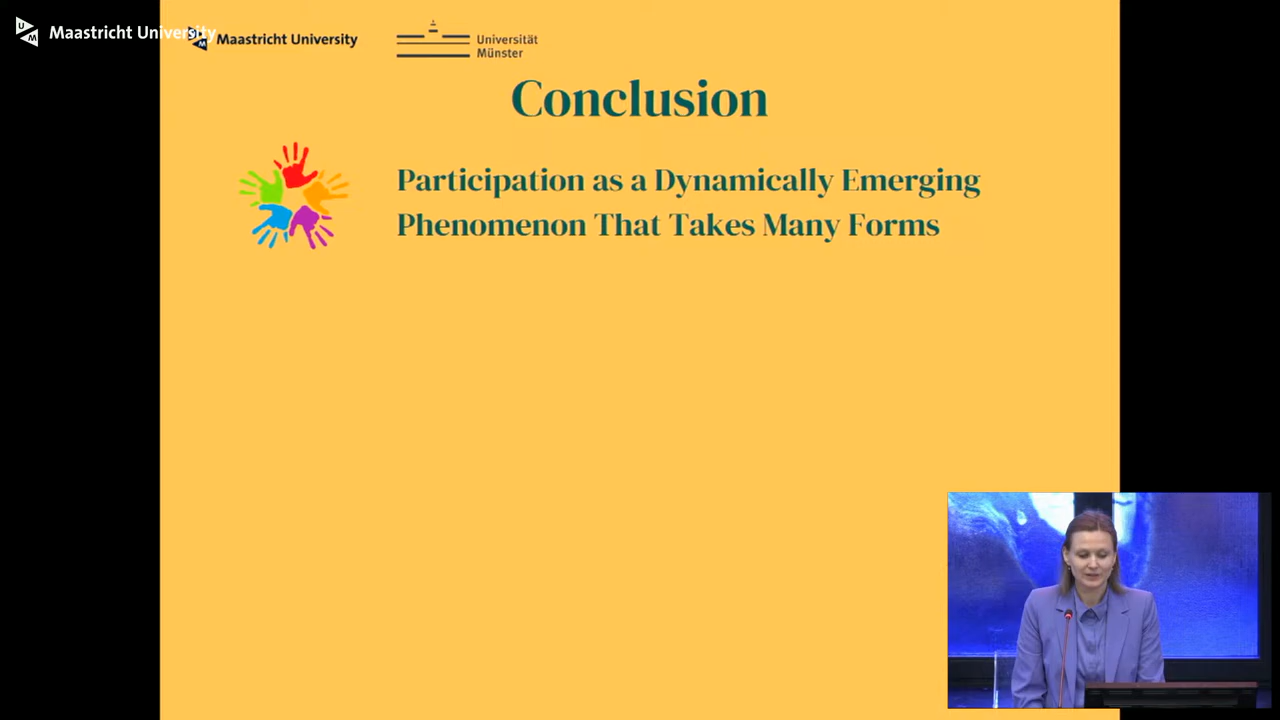 Maastricht University
Maastricht University
Universität
Münster
Conclusion
Participation as a Dynamically Emerging
Phenomenon That Takes Many Forms